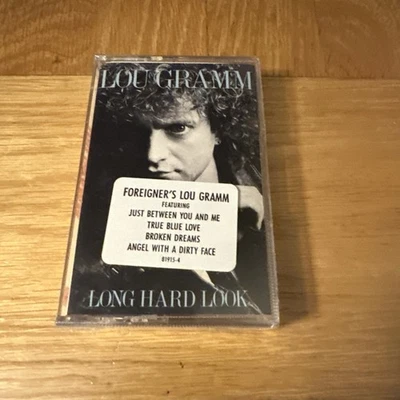 LOU GRAMM
FOREIGNER'S LOU GRAMM
FEATURING
JUST BETWEEN YOU AND ME
TRUE BLUE LOVE
BROKEN DREAMS
ANGEL WITH A DIRTY FACE
81915-4
LONG HARD LOOK